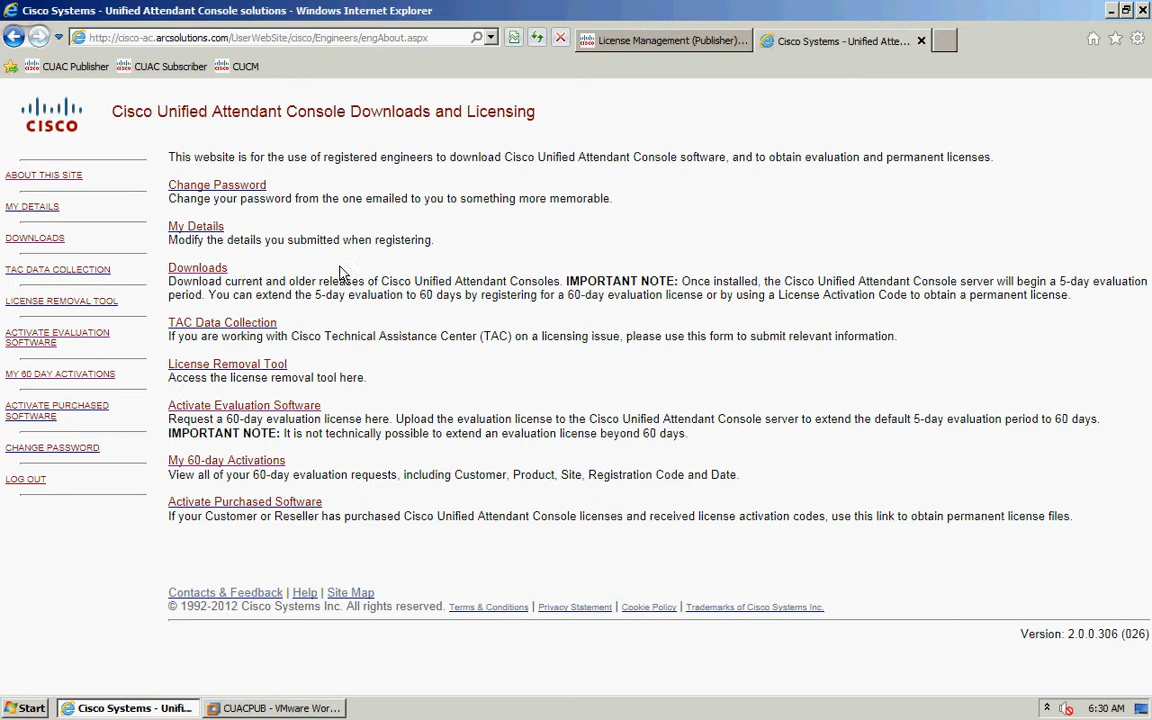 Cisco Systems - Unified Attendant Console solutions - Windows Internet Explorer
http://cisco-ac.arcsolutions.com/UserWebSite/cisco/Engineers/engAbout.aspx
License Management (Publisher)...
Cisco Systems - Unified Atte...
CUAC Publisher
CUAC Subscriber
CUCM
CISCO
Cisco Unified Attendant Console Downloads and Licensing
ABOUT THIS SITE
MY DETAILS
DOWNLOADS
TAC DATA COLLECTION
LICENSE REMOVAL TOOL
ACTIVATE EVALUATION
SOFTWARE
MY 60 DAY ACTIVATIONS
ACTIVATE PURCHASED
SOFTWARE
CHANGE PASSWORD
LOG OUT
This website is for the use of registered engineers to download Cisco Unified Attendant Console software, and to obtain evaluation and permanent licenses.
Change Password
Change your password from the one emailed to you to something more memorable.
My Details
Modify the details you submitted when registering.
Downloads
Download current and older releases of Cisco Unified Attendant Consoles. IMPORTANT NOTE: Once installed, the Cisco Unified Attendant Console server will begin a 5-day evaluation
period. You can extend the 5-day evaluation to 60 days by registering for a 60-day evaluation license or by using a License Activation Code to obtain a permanent license.
TAC Data Collection
If you are working with Cisco Technical Assistance Center (TAC) on a licensing issue, please use this form to submit relevant information.
License Removal Tool
Access the license removal tool here.
Activate Evaluation Software
Request a 60-day evaluation license here. Upload the evaluation license to the Cisco Unified Attendant Console server to extend the default 5-day evaluation period to 60 days.
IMPORTANT NOTE: It is not technically possible to extend an evaluation license beyond 60 days.
My 60-day Activations
View all of your 60-day evaluation requests, including Customer, Product, Site, Registration Code and Date.
Activate Purchased Software
If your Customer or Reseller has purchased Cisco Unified Attendant Console licenses and received license activation codes, use this link to obtain permanent license files.
Contacts & Feedback | Help | Site Map
© 1992-2012 Cisco Systems Inc. All rights reserved. Terms & Conditions | Privacy Statement | Cookie Policy | Trademarks of Cisco Systems Inc.
Version: 2.0.0.306 (026)
Start
Cisco Systems - Unifi...
CUACPUB - VMware Wor...
6:30 AM